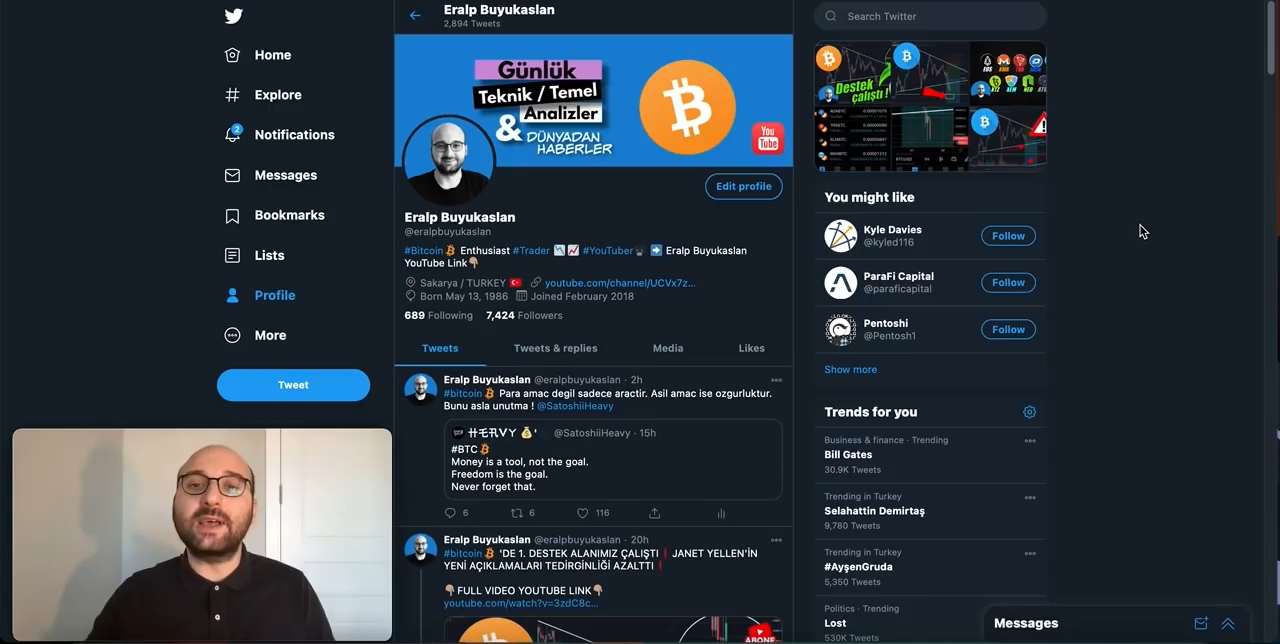 Home
Explore
2
Notifications
Messages
Bookmarks
Lists
Profile
More
Tweet
Eralp Buyukaslan
2,894 Tweets
Günlük
Teknik / Temel
Analizler
& DÜNYADAN
HABERLER
You
Tube
Edit profile
Eralp Buyukaslan
@eralpbuyukaslan
#Bitcoin Enthusiast #Trader #YouTuber Eralp Buyukaslan
YouTube Link
Sakarya / TURKEY youtube.com/channel/UCVx7z...
Born May 13, 1986 Joined February 2018
689 Following 7,424 Followers
Tweets Tweets & replies Media Likes
Eralp Buyukaslan @eralpbuyukaslan · 2h
#bitcoin Para amac degil sadece aractir. Asil amac ise ozgurluktur.
Bunu asla unutma ! @SatoshiiHeavy
@SatoshiiHeavy · 15h
#BTC
Money is a tool, not the goal.
Freedom is the goal.
Never forget that.
6 6 116
Eralp Buyukaslan @eralpbuyukaslan · 20h
#bitcoin 'DE 1. DESTEK ALANIMIZ ÇALIŞTI❗ JANET YELLEN'İN
YENİ AÇIKLAMALARI TEDİRGİNLİĞİ AZALTTI❗
FULL VIDEO YOUTUBE LINK
youtube.com/watch?v=3zdC8c...
ABONE
Search Twitter
Destek
çalıştı !
You might like
Kyle Davies
@kyled116
Follow
ParaFi Capital
@paraficapital
Follow
Pentoshi
@Pentosh1
Follow
Show more
Trends for you
Business & finance · Trending
Bill Gates
30.9K Tweets
Trending in Turkey
Selahattin Demirtaş
9,780 Tweets
Trending in Turkey
#AyşenGruda
5,350 Tweets
Politics · Trending
Lost
530K Tweets
Messages